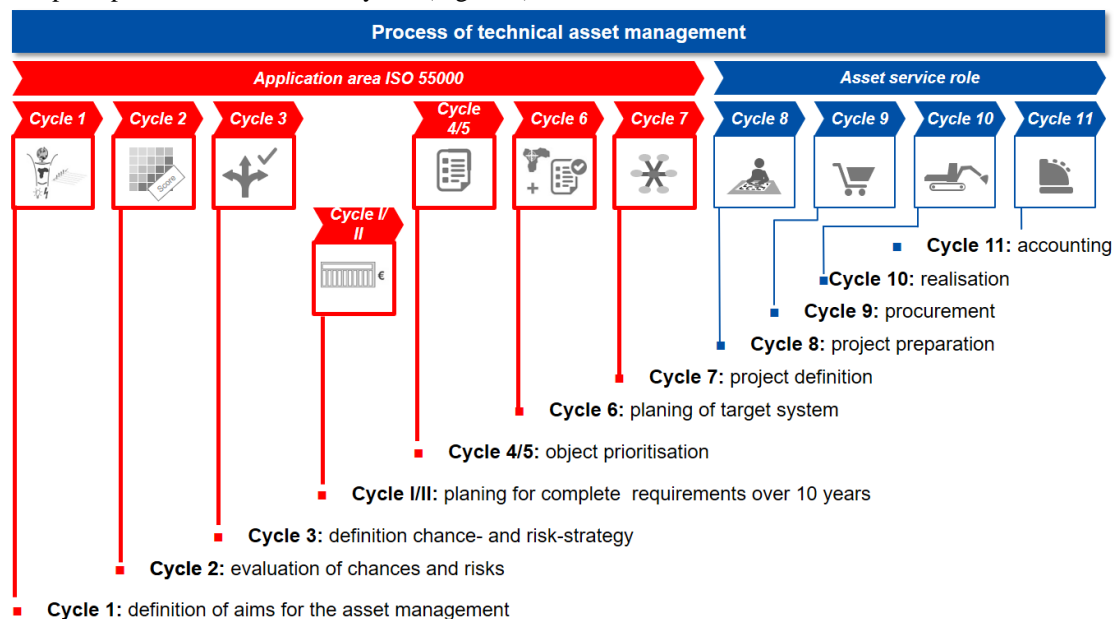 Process of technical asset management
Application area ISO 55000
Asset service role
Cycle 1
Cycle 2
Cycle 3
Cycle
4/5
Cycle 6
Cycle 7
Cycle 8
Cycle 9
Cycle 10
Cycle 11
Score
Cycle I/
II
€
Cycle 11: accounting
Cycle 10: realisation
Cycle 9: procurement
Cycle 8: project preparation
Cycle 7: project definition
Cycle 6: planing of target system
Cycle 4/5: object prioritisation
Cycle I/II: planing for complete requirements over 10 years
Cycle 3: definition chance- and risk-strategy
Cycle 2: evaluation of chances and risks
Cycle 1: definition of aims for the asset management